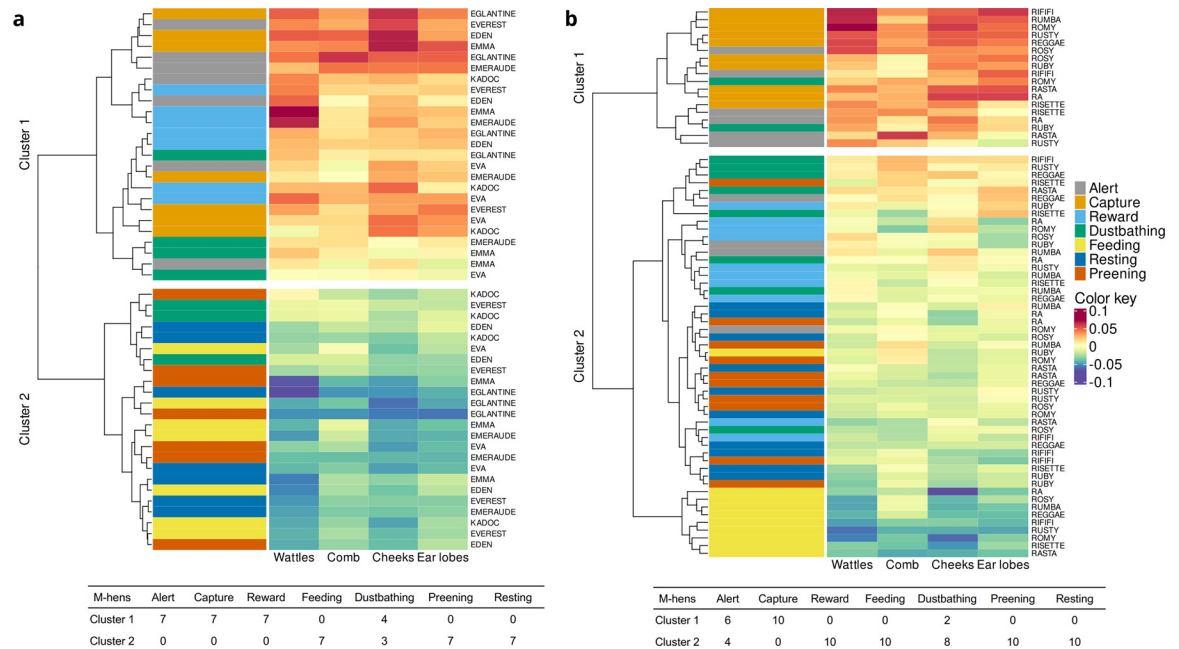 a
Cluster 1
EGLANTINE
EVEREST
EDEN
EMMA
EGLANTINE
EMERAUDE
KADOC
EVEREST
EDEN
EMMA
EMERAUDE
EGLANTINE
EDEN
EGLANTINE
EVA
EMERAUDE
KADOC
EVA
EVEREST
EVA
KADOC
EMERAUDE
EMMA
EMMA
EVA
Cluster 2
KADOC
EVEREST
KADOC
EDEN
KADOC
EVA
EDEN
EVEREST
EMMA
EGLANTINE
EGLANTINE
EGLANTINE
EMMA
EMERAUDE
EVA
EMERAUDE
EVA
EMMA
EDEN
EVEREST
EMERAUDE
KADOC
EVEREST
EDEN
Wattles Comb Cheeks Ear lobes
M-hens Alert Capture Reward Feeding Dustbathing Preening Resting
Cluster 1 7 7 7 0 4 0 0
Cluster 2 0 0 0 7 3 7 7
b
Cluster 1
RIFIFI
RUMBA
ROMY
RUSTY
REGGAE
ROSY
ROSY
RUBY
RIFIFI
ROMY
RASTA
RA
RISETTE
RISETTE
RA
RUBY
RASTA
RUSTY
Cluster 2
RIFIFI
RUSTY
REGGAE
RISETTE
RASTA
REGGAE
RUBY
RISETTE
RA
ROMY
ROSY
RUBY
RUMBA
RA
RUSTY
RUMBA
RISETTE
RUMBA
REGGAE
RUMBA
RA
RA
ROMY
ROSY
RUMBA
RUBY
ROMY
RASTA
RASTA
REGGAE
RUSTY
RUSTY
ROSY
ROMY
RASTA
ROSY
RIFIFI
REGGAE
RIFIFI
RIFIFI
RISETTE
RUBY
RUBY
RA
ROSY
RUMBA
REGGAE
RIFIFI
RUSTY
ROMY
RISETTE
RASTA
Wattles Comb Cheeks Ear lobes
Alert
Capture
Reward
Dustbathing
Feeding
Resting
Preening
Color key
0.1
0.05
0
-0.05
-0.1
M-hens Alert Capture Reward Feeding Dustbathing Preening Resting
Cluster 1 6 10 0 0 2 0 0
Cluster 2 4 0 10 10 8 10 10